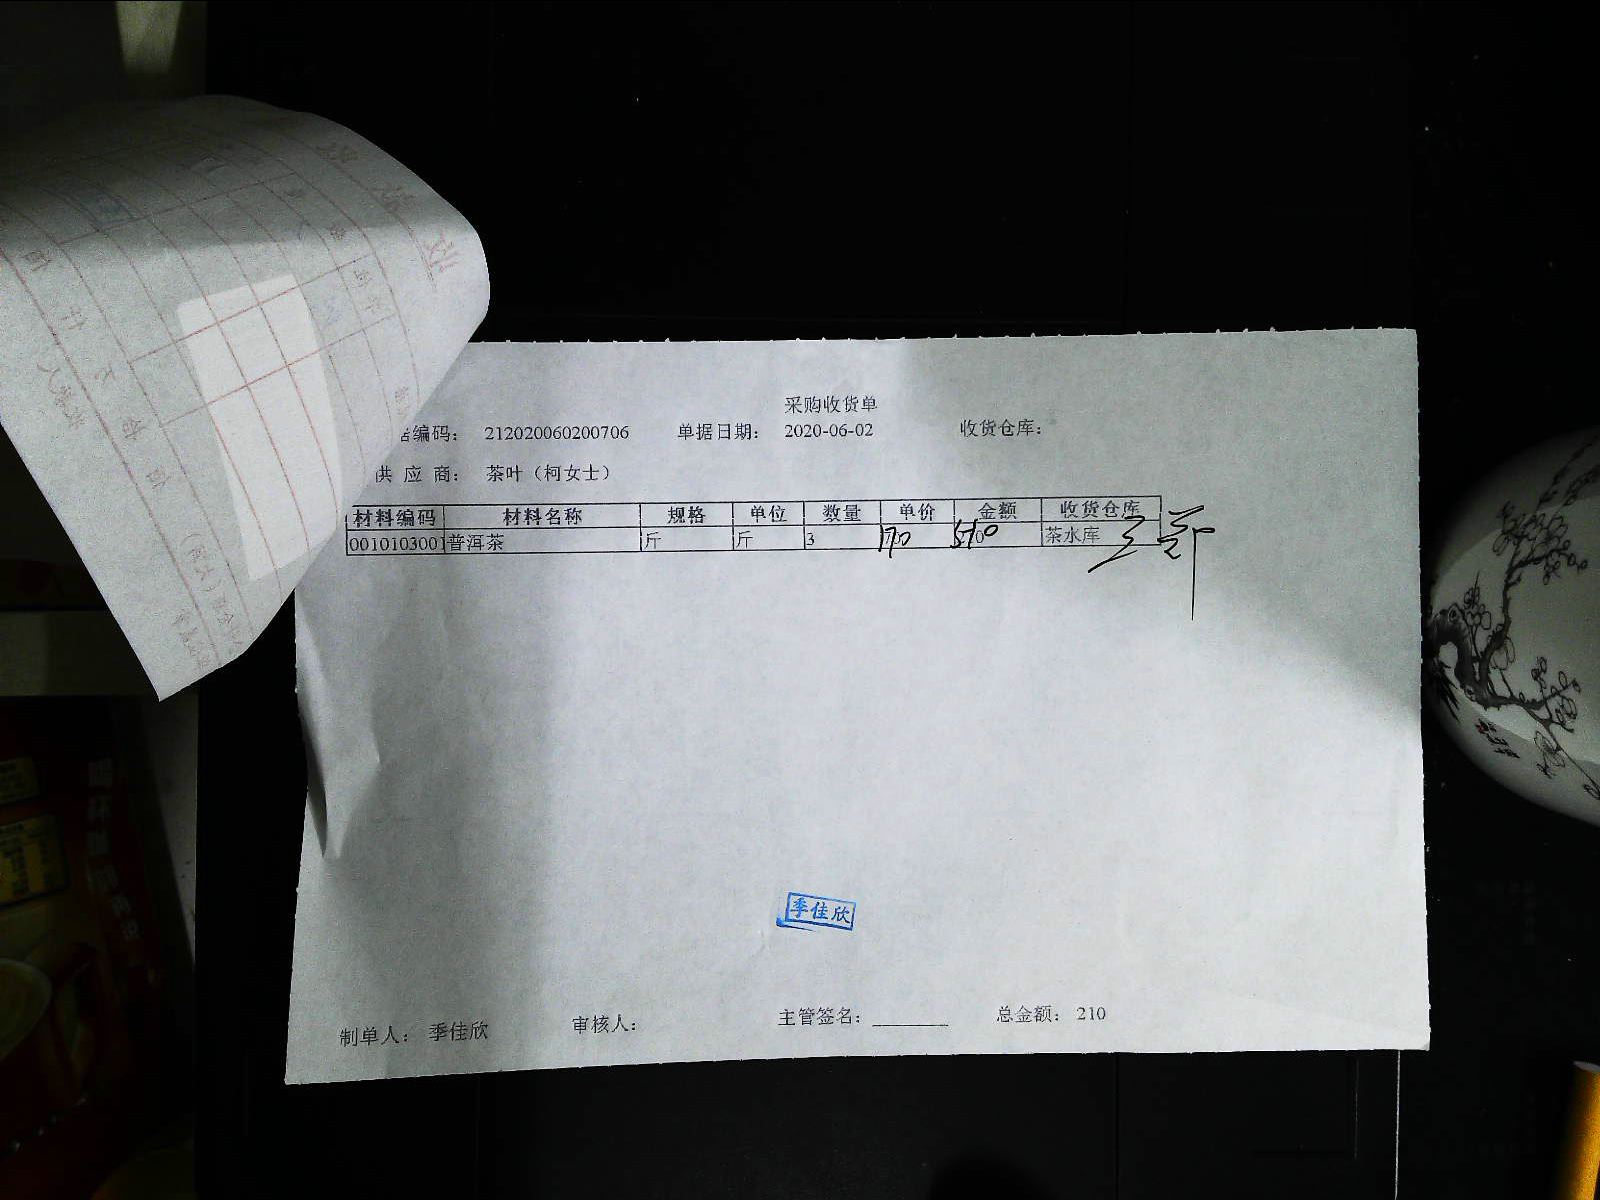 采购收货单
编码： 212020060200706 单据日期： 2020-06-02 收货仓库：
供 应 商： 茶叶（柯女士）
材料编码 材料名称 规格 单位 数量 单价 金额 收货仓库
0010103001 普洱茶 斤 斤 3 170 510 茶水库
季佳欣
制单人： 季佳欣 审核人： 主管签名： 总金额： 210